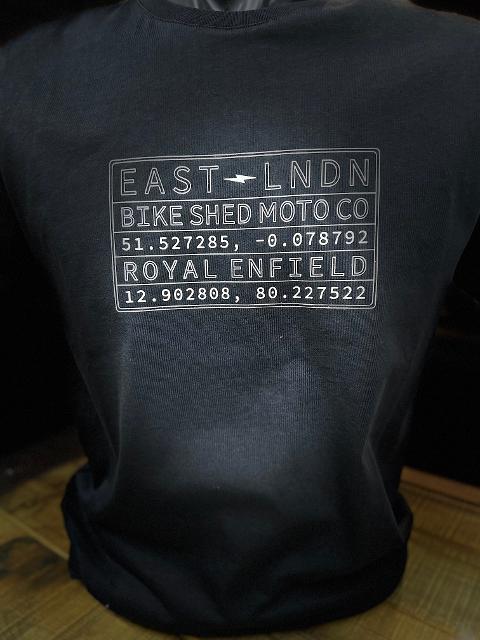 EAST⚡LNDN
BIKE SHED MOTO CO
51.527285, -0.078792
ROYAL ENFIELD
12.902808, 80.227522